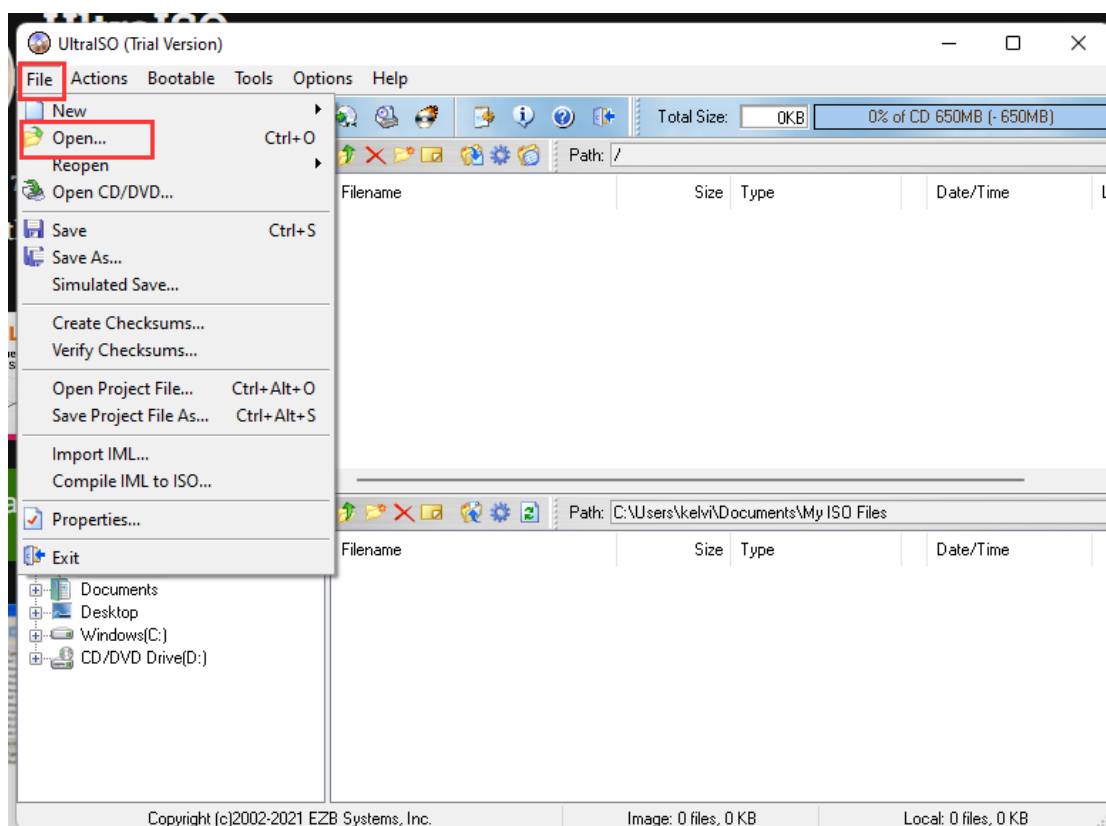 UltraISO
UltraISO (Trial Version)
File Actions Bootable Tools Options Help
New
Open... Ctrl+O
Reopen
Open CD/DVD...
Save Ctrl+S
Save As...
Simulated Save...
Create Checksums...
Verify Checksums...
Open Project File... Ctrl+Alt+O
Save Project File As... Ctrl+Alt+S
Import IML...
Compile IML to ISO...
Properties...
Exit
Total Size: 0KB 0% of CD 650MB (- 650MB)
Path: /
Filename Size Type Date/Time L
Path: C:\Users\kelvi\Documents\My ISO Files
Filename Size Type Date/Time
Documents
Desktop
Windows(C:)
CD/DVD Drive(D:)
Copyright (c)2002-2021 EZB Systems, Inc. Image: 0 files, 0 KB Local: 0 files, 0 KB